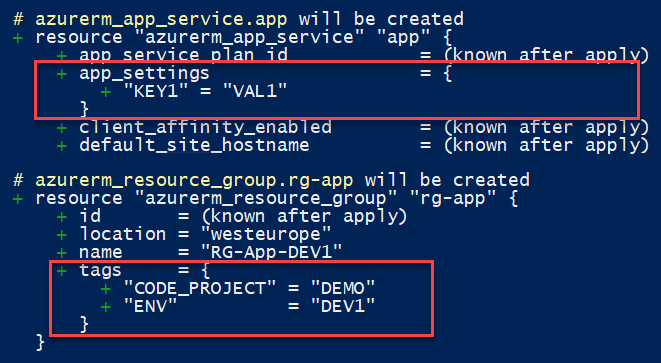 # azurerm_app_service.app will be created
+ resource "azurerm_app_service" "app" {
+ app_service_plan_id = (known after apply)
+ app_settings = {
+ "KEY1" = "VAL1"
}
+ client_affinity_enabled = (known after apply)
+ default_site_hostname = (known after apply)
# azurerm_resource_group.rg-app will be created
+ resource "azurerm_resource_group" "rg-app" {
+ id = (known after apply)
+ location = "westeurope"
+ name = "RG-App-DEV1"
+ tags = {
+ "CODE_PROJECT" = "DEMO"
+ "ENV" = "DEV1"
}
}